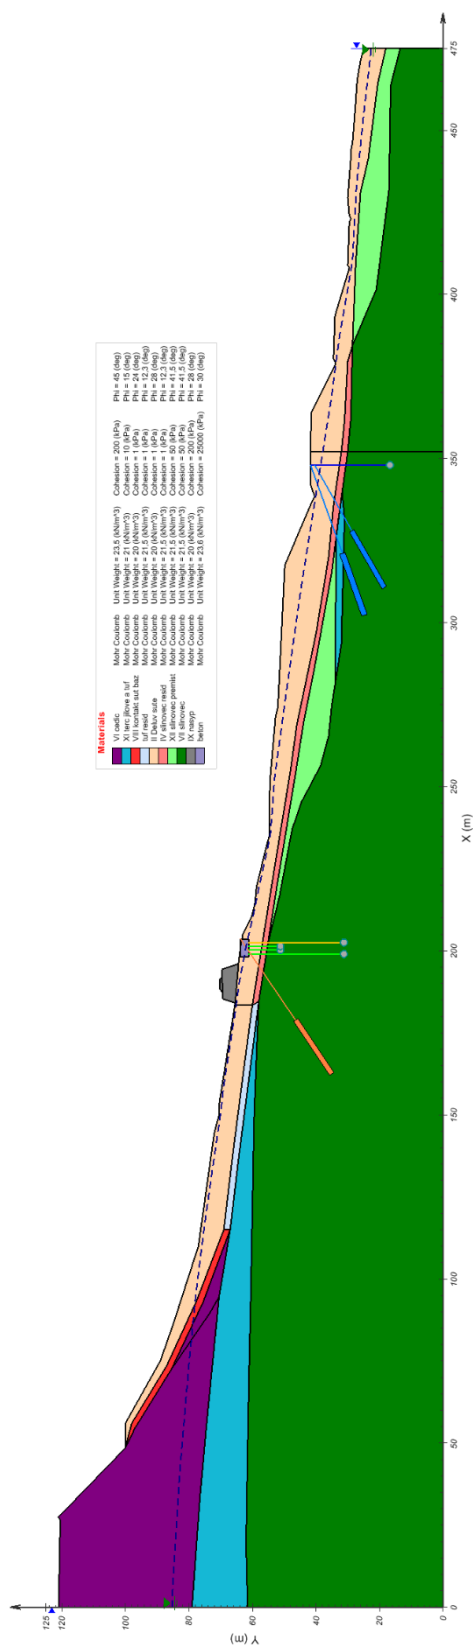 Materials
VI cedic Mohr Coulomb Unit Weight = 23,5 (kN/m^3) Cohesion = 200 (kPa) Phi = 45 (deg)
XI terc jilove a tuf Mohr Coulomb Unit Weight = 21 (kN/m^3) Cohesion = 10 (kPa) Phi = 15 (deg)
VIII kontakt sut baz Mohr Coulomb Unit Weight = 20 (kN/m^3) Cohesion = 1 (kPa) Phi = 24 (deg)
tuf resid Mohr Coulomb Unit Weight = 21,5 (kN/m^3) Cohesion = 1 (kPa) Phi = 12,3 (deg)
II Deluv sute Mohr Coulomb Unit Weight = 20 (kN/m^3) Cohesion = 1 (kPa) Phi = 28 (deg)
IV slinovec resid Mohr Coulomb Unit Weight = 21,5 (kN/m^3) Cohesion = 1 (kPa) Phi = 12,3 (deg)
XII slinovec premist Mohr Coulomb Unit Weight = 21,5 (kN/m^3) Cohesion = 50 (kPa) Phi = 41,5 (deg)
VII slinovec Mohr Coulomb Unit Weight = 21,5 (kN/m^3) Cohesion = 50 (kPa) Phi = 41,5 (deg)
IX nasyp Mohr Coulomb Unit Weight = 20 (kN/m^3) Cohesion = 200 (kPa) Phi = 28 (deg)
beton Mohr Coulomb Unit Weight = 23,6 (kN/m^3) Cohesion = 25000 (kPa) Phi = 30 (deg)
125
120
100
80
60
40
20
0
Y (m)
0
50
100
150
200
250
300
350
400
450
475
X (m)